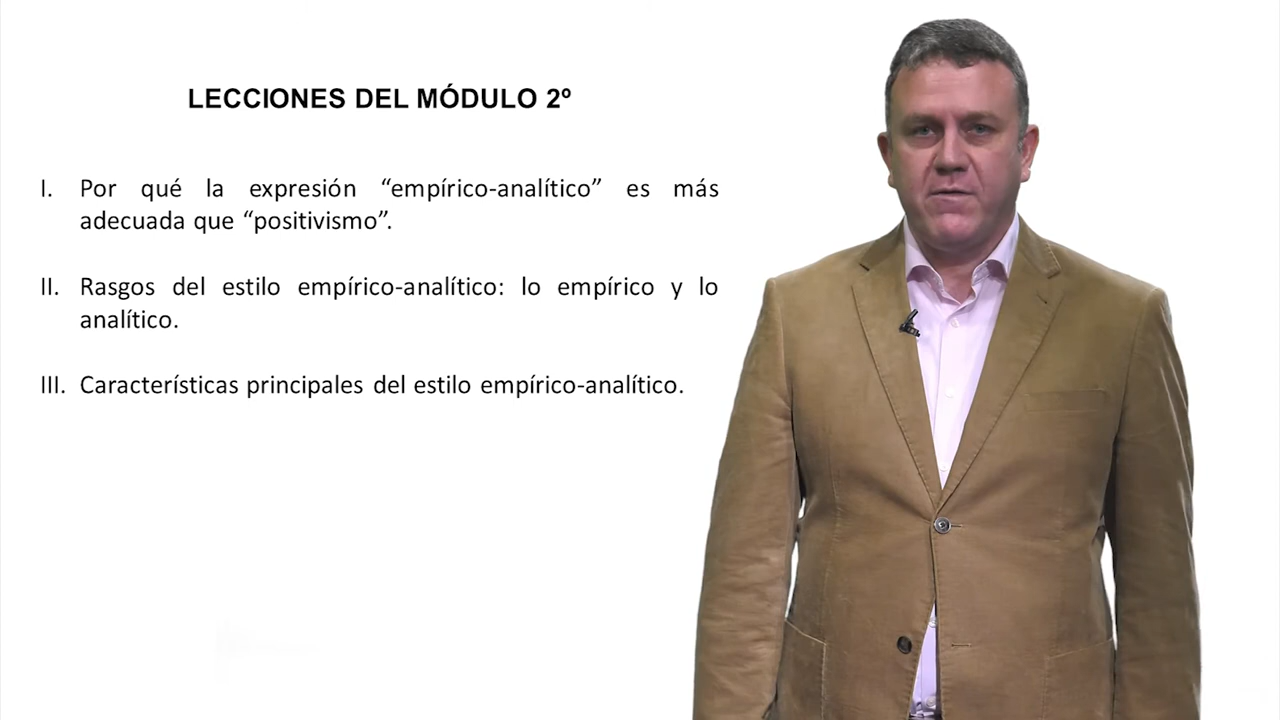 LECCIONES DEL MÓDULO 2º
I. Por qué la expresión “empírico-analítico” es más
adecuada que “positivismo”.
II. Rasgos del estilo empírico-analítico: lo empírico y lo
analítico.
III. Características principales del estilo empírico-analítico.